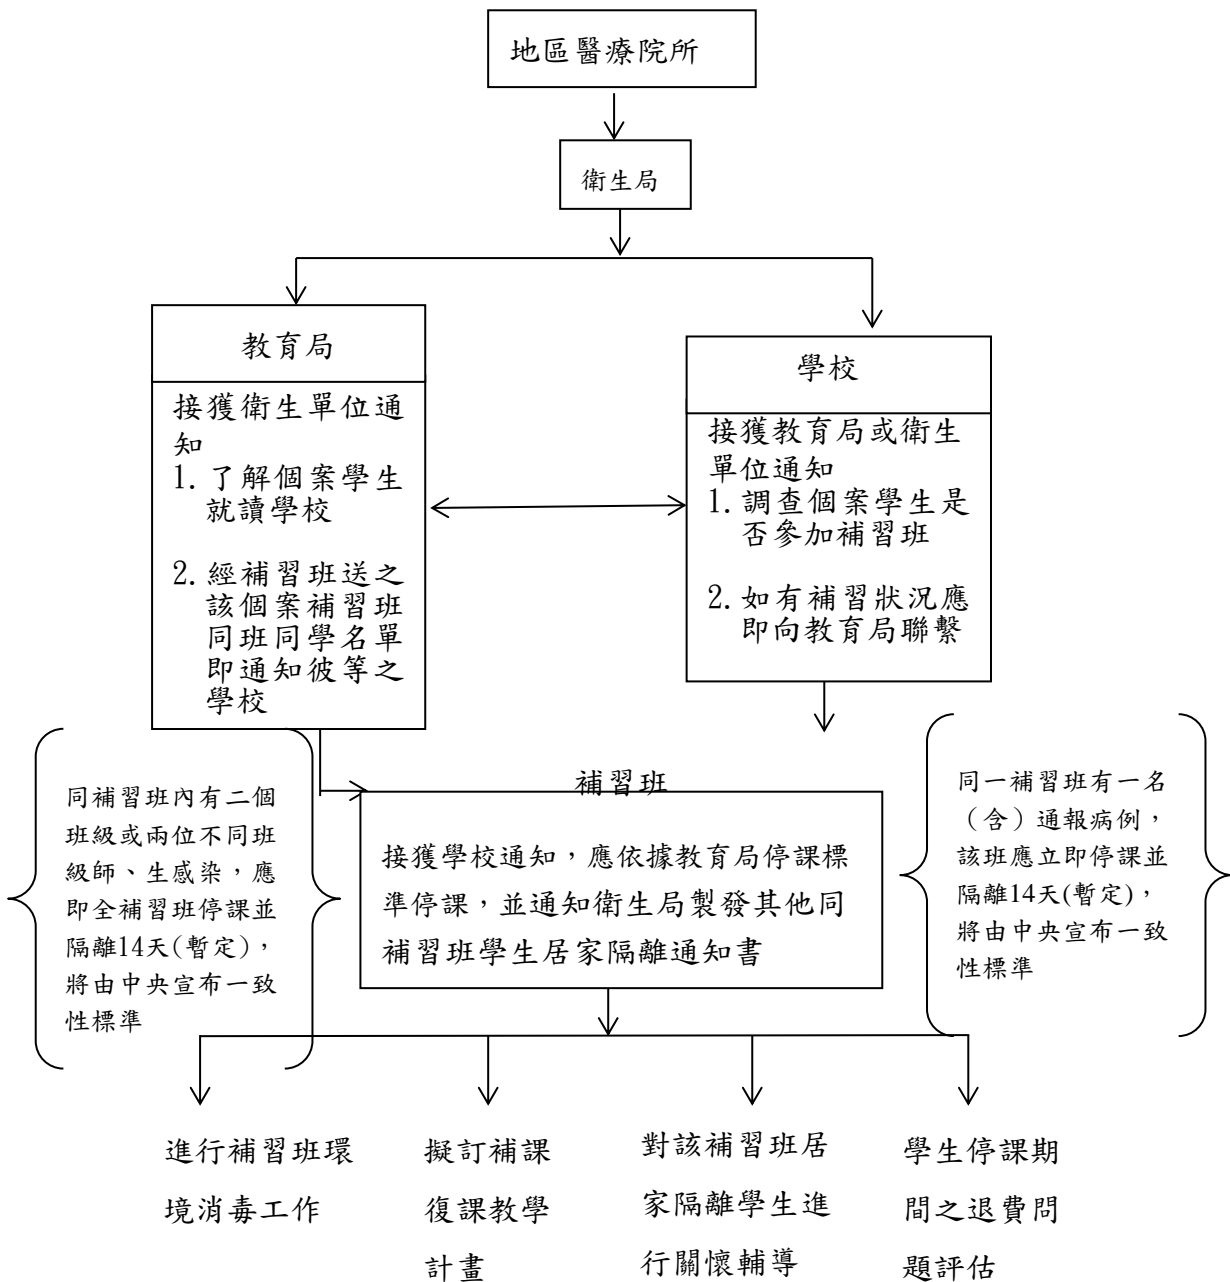 地區醫療院所
衛生局
教育局
接獲衛生單位通
知
1. 了解個案學生
就讀學校
2. 經補習班送之
該個案補習班
同班同學名單
即通知彼等之
學校
學校
接獲教育局或衛生
單位通知
1. 調查個案學生是
否參加補習班
2. 如有補習狀況應
即向教育局聯繫
同補習班內有二個
班級或兩位不同班
級師、生感染，應
即全補習班停課並
隔離14天(暫定)，
將由中央宣布一致
性標準
補習班
接獲學校通知，應依據教育局停課標
準停課，並通知衛生局製發其他同
補習班學生居家隔離通知書
同一補習班有一名
（含）通報病例，
該班應立即停課並
隔離14天(暫定)，
將由中央宣布一致
性標準
進行補習班環
境消毒工作
擬訂補課
復課教學
計畫
對該補習班居
家隔離學生進
行關懷輔導
學生停課期
間之退費問
題評估